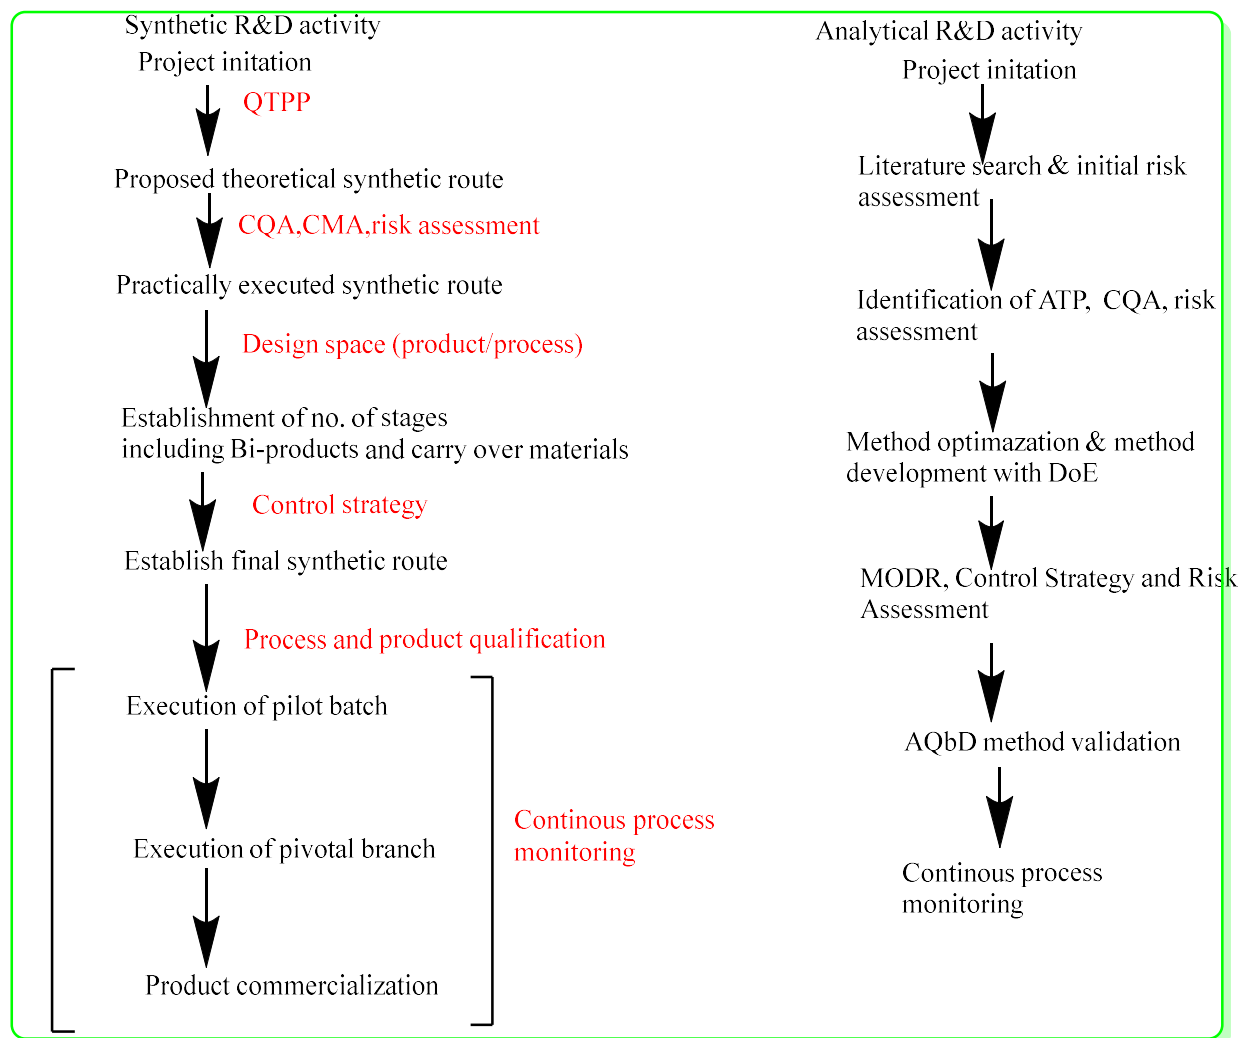 Synthetic R&D activity
Project initation
QTPP
Proposed theoretical synthetic route
CQA,CMA,risk assessment
Practically executed synthetic route
Design space (product/process)
Establishment of no. of stages
including Bi-products and carry over materials
Control strategy
Establish final synthetic route
Process and product qualification
Execution of pilot batch
Execution of pivotal branch
Continous process
monitoring
Product commercialization
Analytical R&D activity
Project initation
Literature search & initial risk
assessment
Identification of ATP, CQA, risk
assessment
Method optimazation & method
development with DoE
MODR, Control Strategy and Risk
Assessment
AQbD method validation
Continous process
monitoring